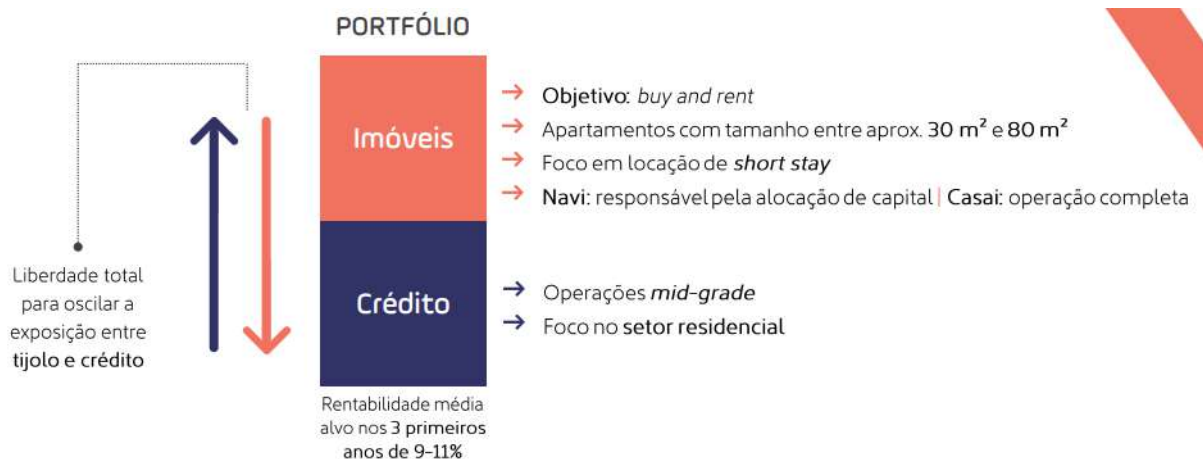 PORTFÓLIO
Imóveis
→ Objetivo: buy and rent
→ Apartamentos com tamanho entre aprox. 30 m² e 80 m²
→ Foco em locação de short stay
→ Navi: responsável pela alocação de capital | Casai: operação completa
Liberdade total
para oscilar a
exposição entre
tijolo e crédito
Crédito
→ Operações mid-grade
→ Foco no setor residencial
Rentabilidade média
alvo nos 3 primeiros
anos de 9-11%